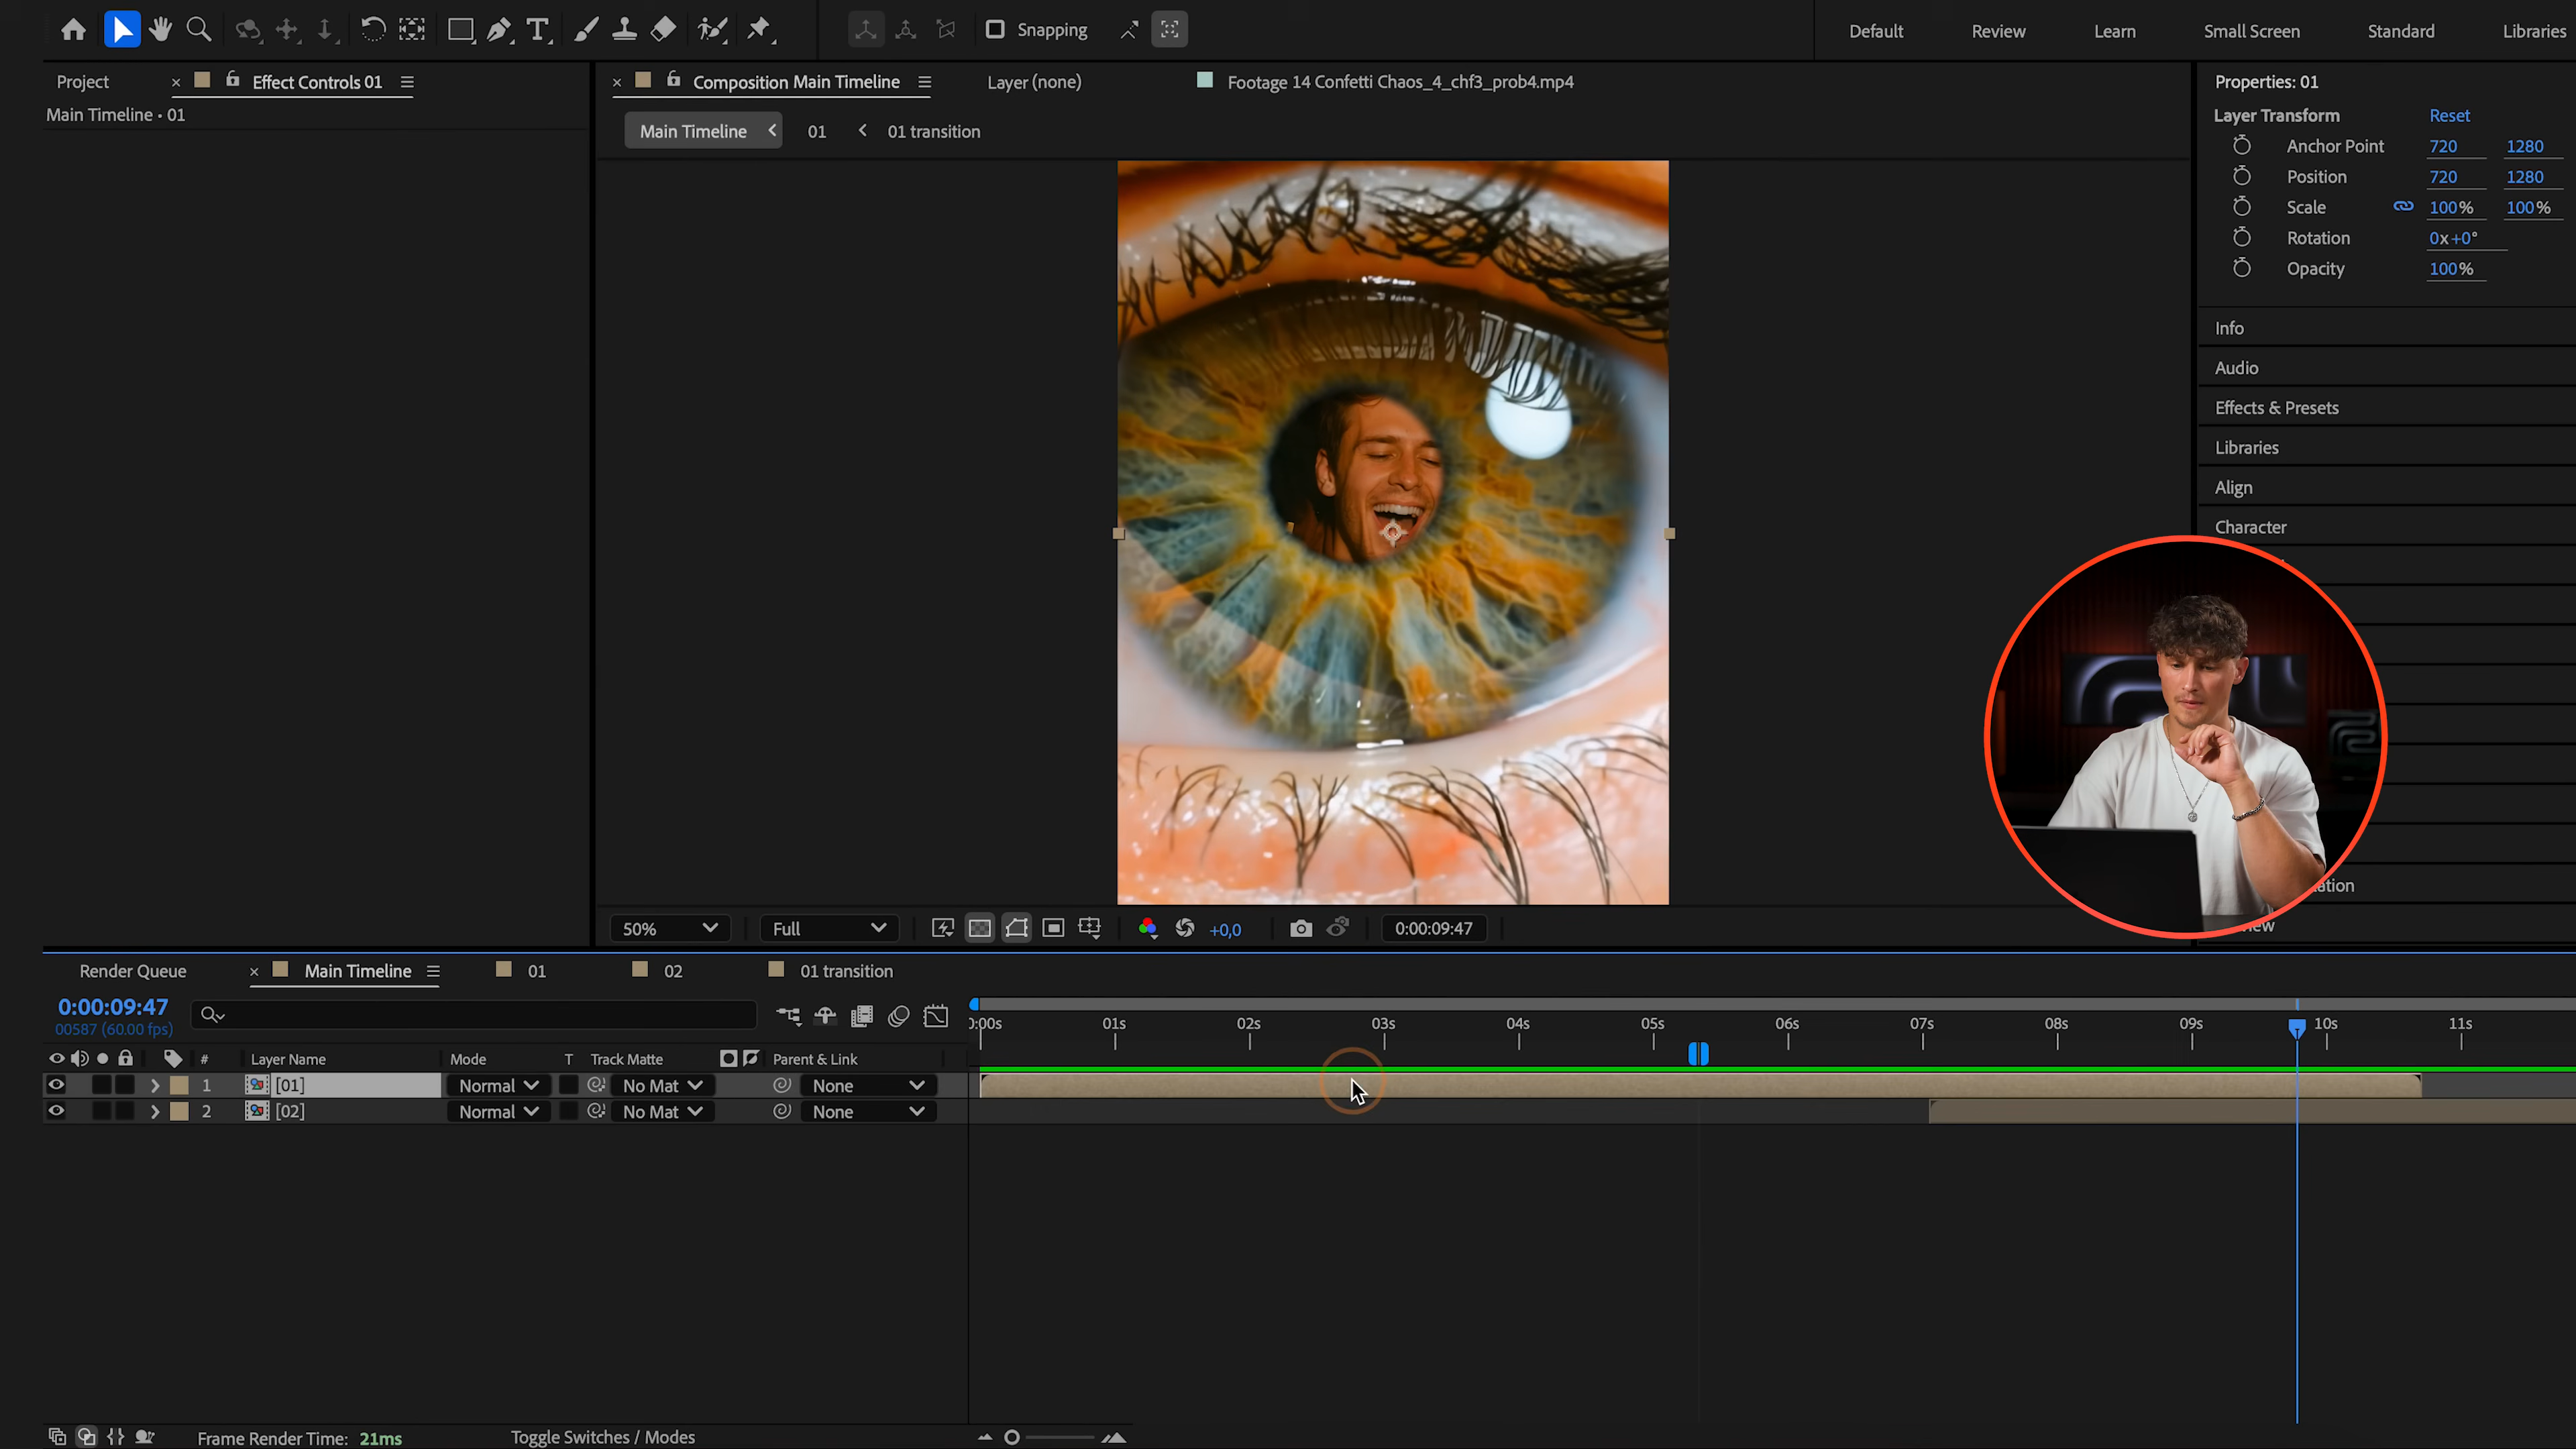 Snapping
Default
Review
Learn
Small Screen
Standard
Libraries
Project
× Effect Controls 01
× Composition Main Timeline
Layer (none)
Footage 14 Confetti Chaos_4_chf3_prob4.mp4
Properties: 01
Main Timeline • 01
Main Timeline
01
01 transition
Layer Transform
Reset
Anchor Point 720 1280
Position 720 1280
Scale 100% 100%
Rotation 0x+0°
Opacity 100%
Info
Audio
Effects & Presets
Libraries
Align
Character
50%
Full
+0,0
0:00:09:47
Render Queue
× Main Timeline
01
02
01 transition
0:00:09:47
00587 (60.00 fps)
01s 02s 03s 04s 05s 06s 07s 08s 09s 10s 11s
# Layer Name Mode T Track Matte Parent & Link
1 [01] Normal No Mat None
2 [02] Normal No Mat None
Frame Render Time: 21ms
Toggle Switches / Modes